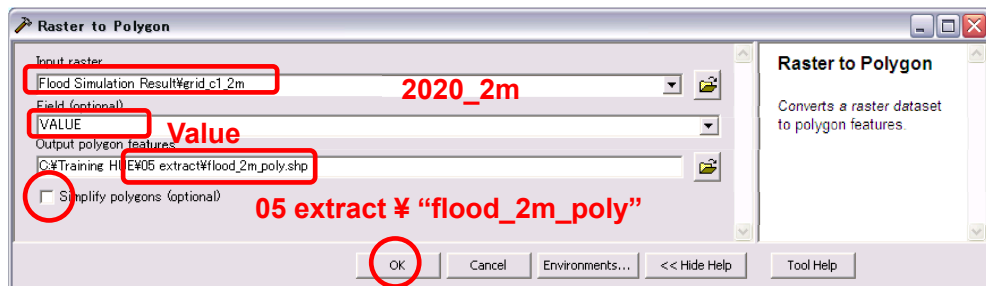 Raster to Polygon
Input raster
Flood Simulation Result¥grid_c1_2m
2020_2m
Field (optional)
VALUE
Value
Output polygon features
C:¥Training HUE¥05 extract¥flood_2m_poly.shp
Simplify polygons (optional)
05 extract ¥ “flood_2m_poly”
OK
Cancel
Environments...
<< Hide Help
Tool Help
Raster to Polygon
Converts a raster dataset
to polygon features.